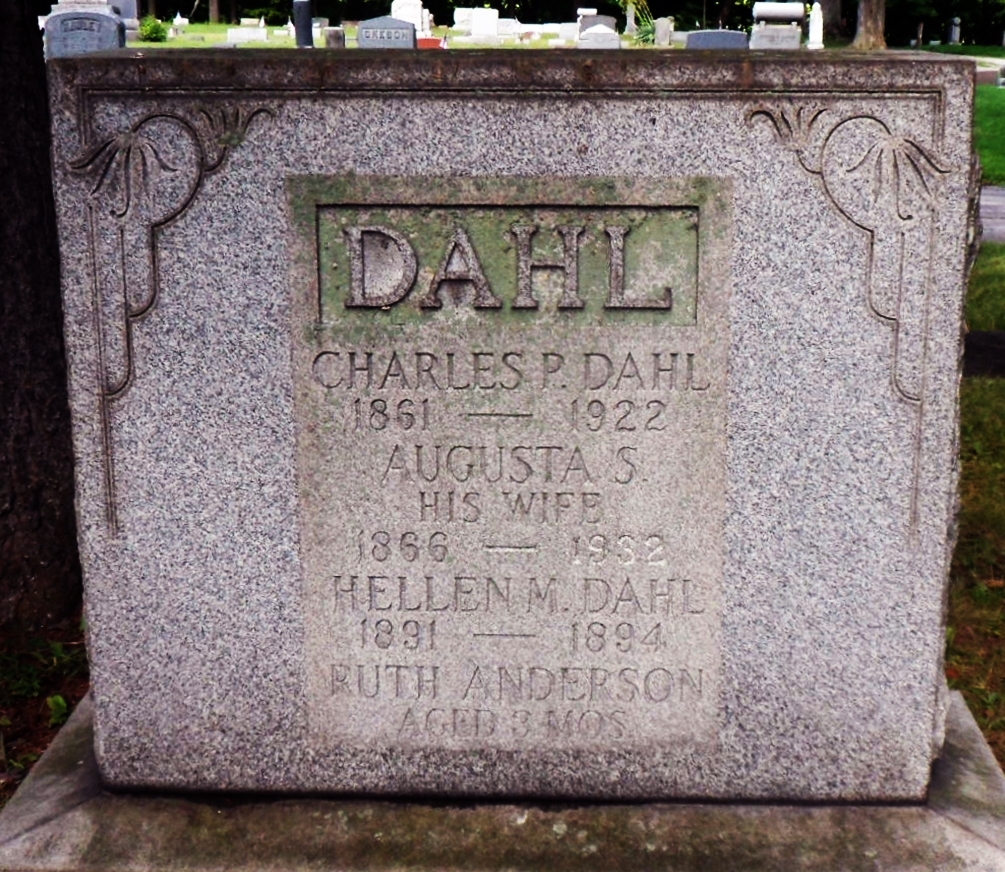 DAHL
CHARLES P. DAHL
1861 — 1922
AUGUSTA S.
HIS WIFE
1866 — 1932
HELLEN M. DAHL
1891 — 1894
RUTH ANDERSON
AGED 3 MOS.